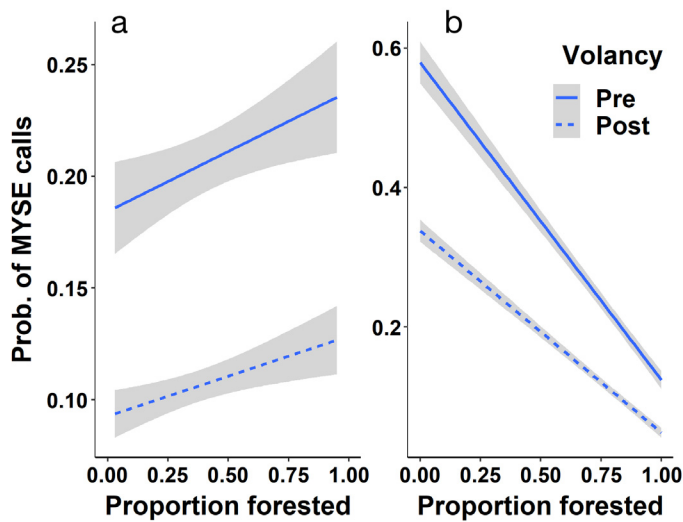 a
b
Prob. of MYSE calls
0.25
0.20
0.15
0.10
0.6
0.4
0.2
Volancy
Pre
Post
0.00 0.25 0.50 0.75 1.00
0.00 0.25 0.50 0.75 1.00
Proportion forested
Proportion forested